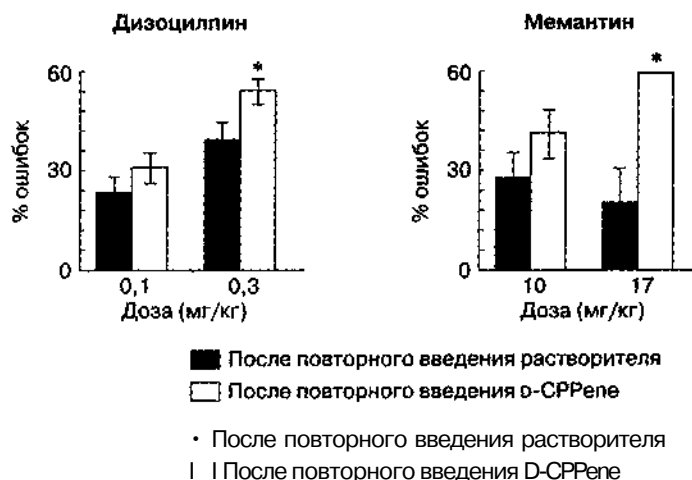 Дизоцилпин
Мемантин
*
*
60
30
0
% ошибок
0,1 0,3
Доза (мг/кг)
60
30
0
% ошибок
10 17
Доза (мг/кг)
После повторного введения растворителя
После повторного введения D-CPPene
· После повторного введения растворителя
| | После повторного введения D-CPPene